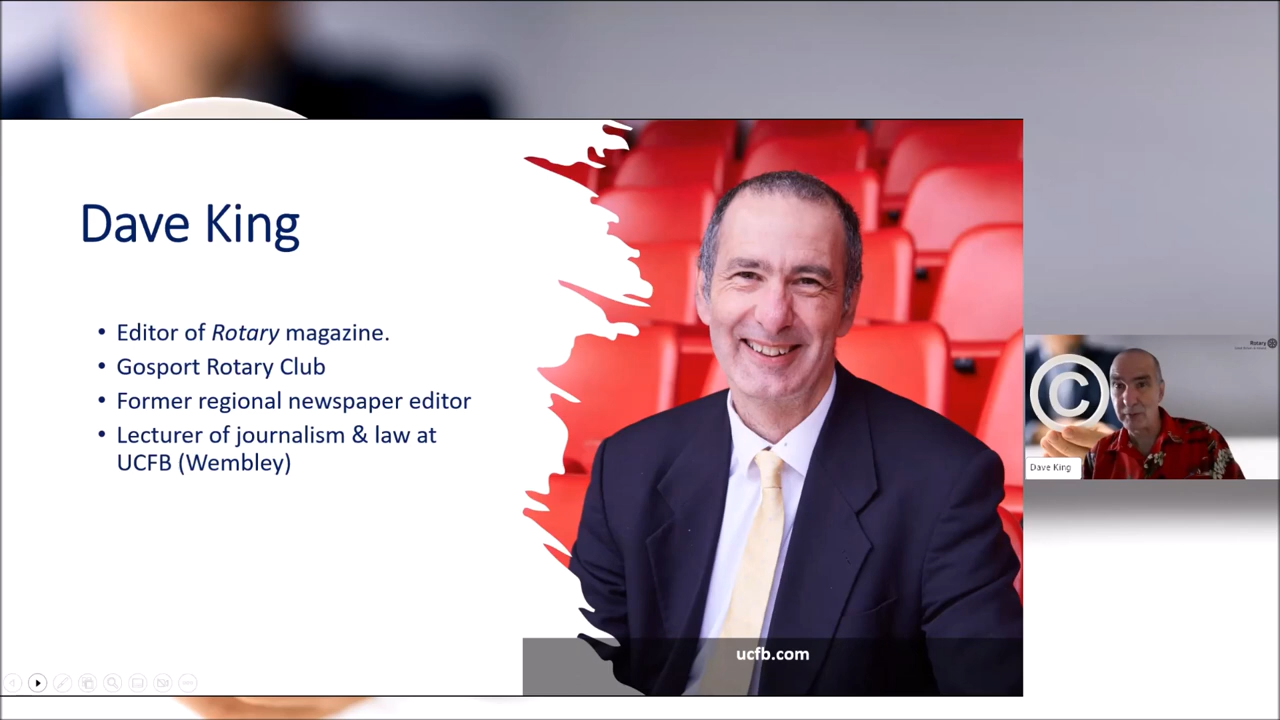 Dave King
• Editor of Rotary magazine.
• Gosport Rotary Club
• Former regional newspaper editor
• Lecturer of journalism & law at
UCFB (Wembley)
ucfb.com
Rotary
©
Dave King